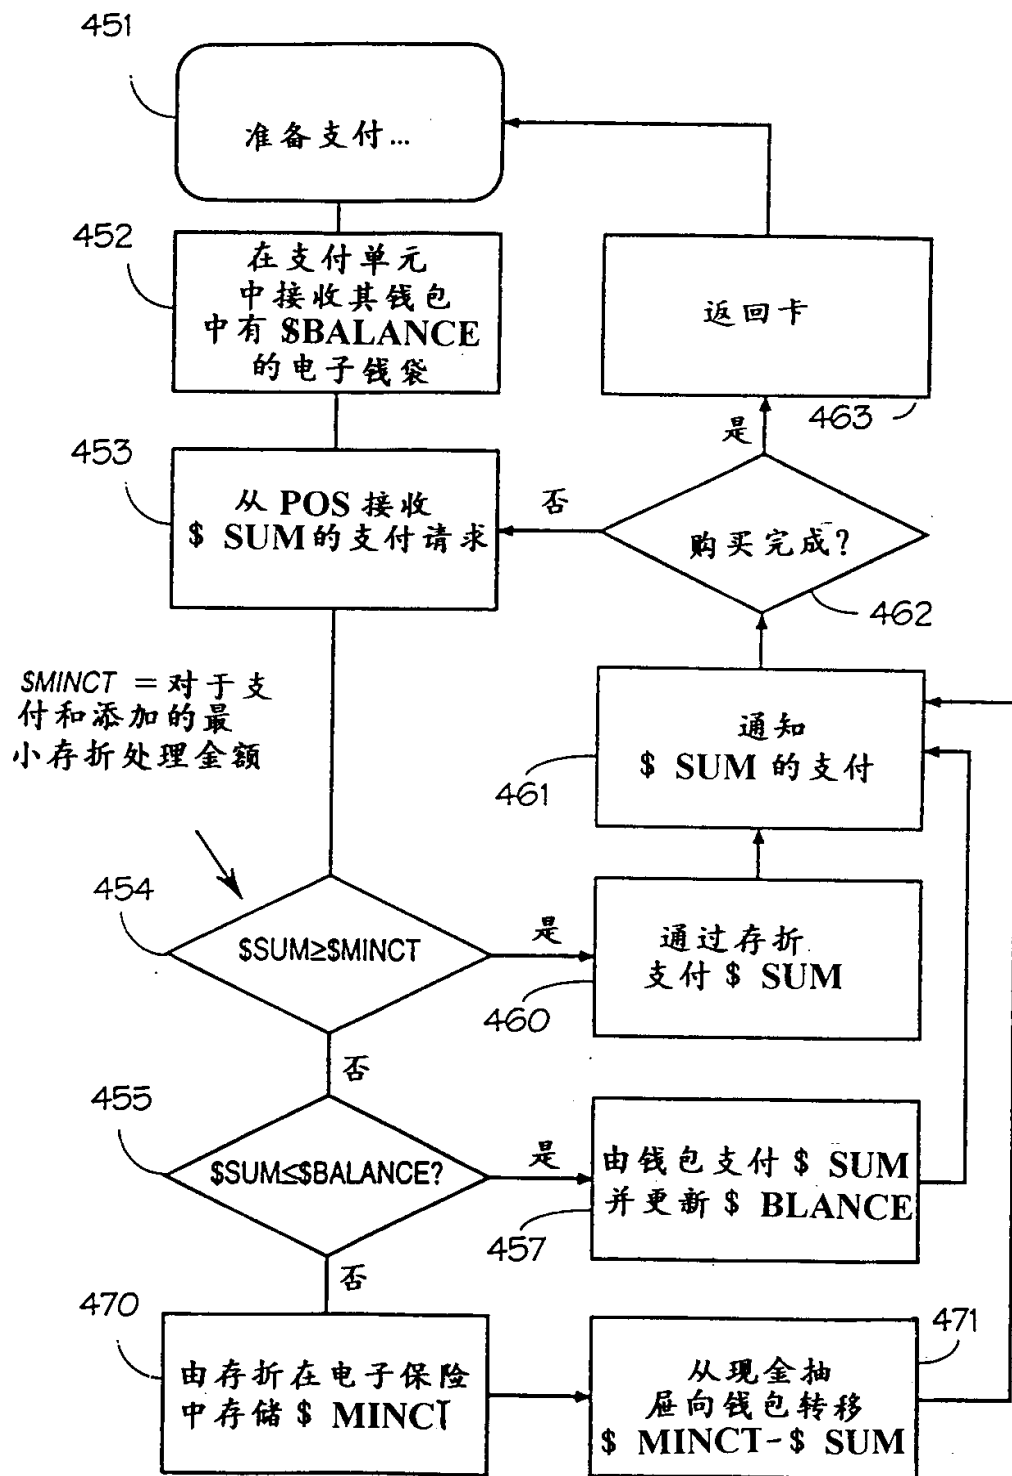 451
准备支付...
452
在支付单元
中接收其钱包
中有 $BALANCE
的电子钱袋
返回卡
463
453
从 POS 接收
$ SUM的支付请求
否
是
购买完成?
462
$MINCT =对于支
付和添加的最
小存折处理金额
通知
$ SUM 的支付
461
454
$SUM≥$MINCT
是
通过存折
支付 $ SUM
460
否
455
$SUM≤$BALANCE?
是
由钱包支付 $ SUM
并更新 $ BLANCE
457
否
470
由存折在电子保险
中存储 $ MINCT
471
从现金抽
屉向钱包转移
$ MINCT-$ SUM